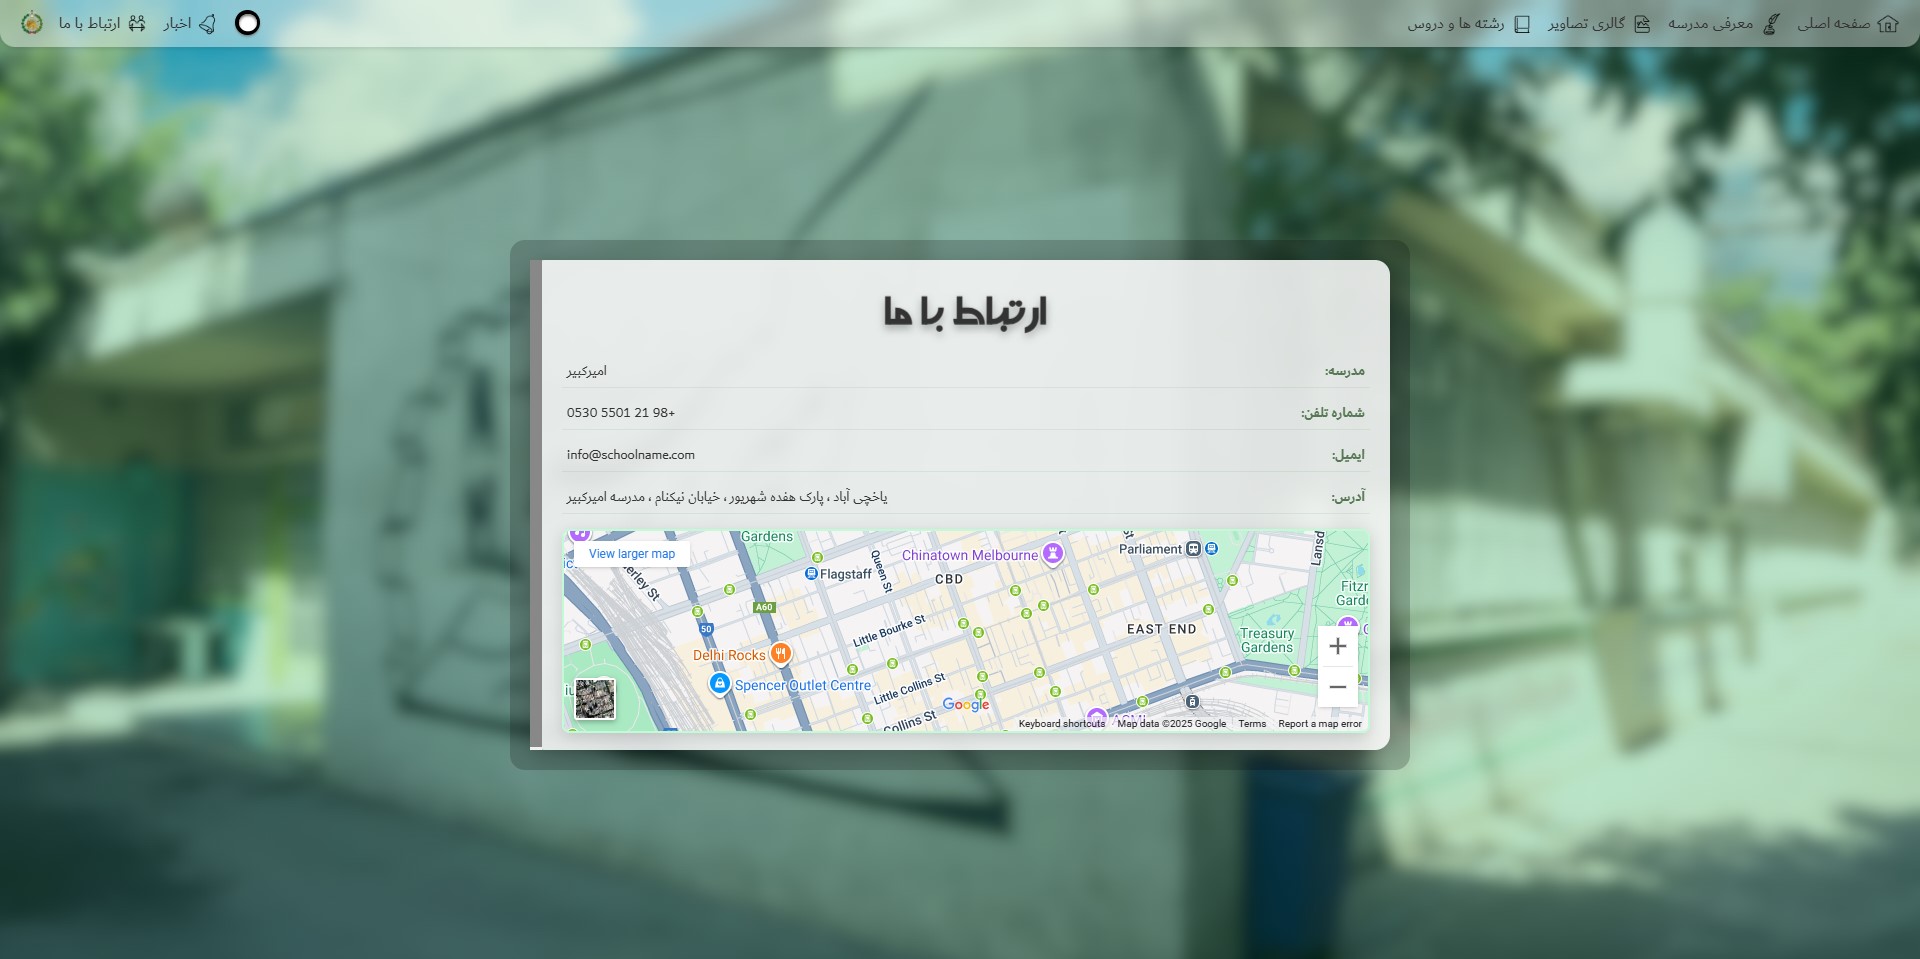 صفحه اصلی
معرفی مدرسه
گالری تصاویر
رشته ها و دروس
اخبار
ارتباط با ما
ارتباط با ما
مدرسه: امیرکبیر
شماره تلفن: 0530 5501 21 98+
ایمیل: info@schoolname.com
آدرس: یاخچی آباد ، پارک هفده شهریور ، خیابان نیکنام ، مدرسه امیرکبیر
View larger map
Gardens
Chinatown Melbourne
Parliament
Flagstaff
Queen St
CBD
A60
50
Little Bourke St
EAST END
Treasury
Gardens
Delhi Rocks
Spencer Outlet Centre
Little Collins St
Collins St
Google
Keyboard shortcuts
Map data ©2025 Google
Terms
Report a map error